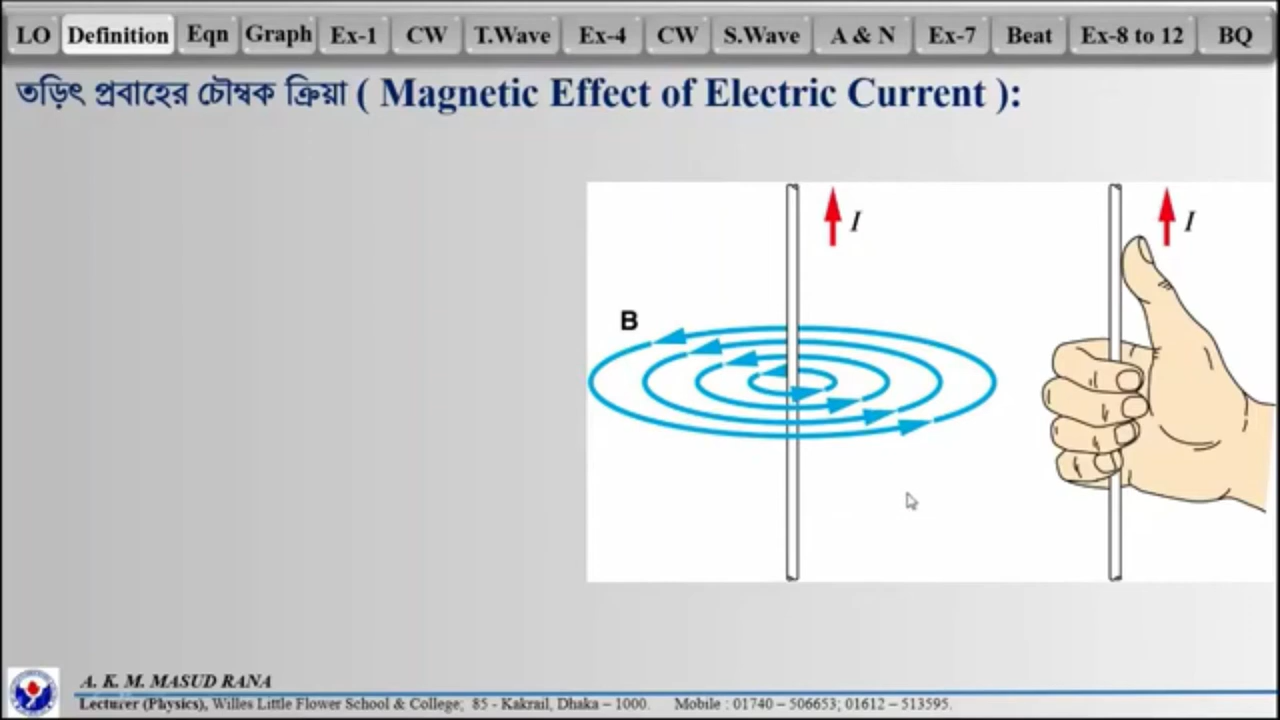 LO Definition Eqn Graph Ex-1 CW T.Wave Ex-4 CW S.Wave A & N Ex-7 Beat Ex-8 to 12 BQ
তড়িৎ প্রবাহের চৌম্বক ক্রিয়া ( Magnetic Effect of Electric Current ):
I I
B
A. K. M. MASUD RANA
Lecturer (Physics), Willes Little Flower School & College; 85 - Kakrail, Dhaka – 1000. Mobile : 01740 – 506653; 01612 – 513595.